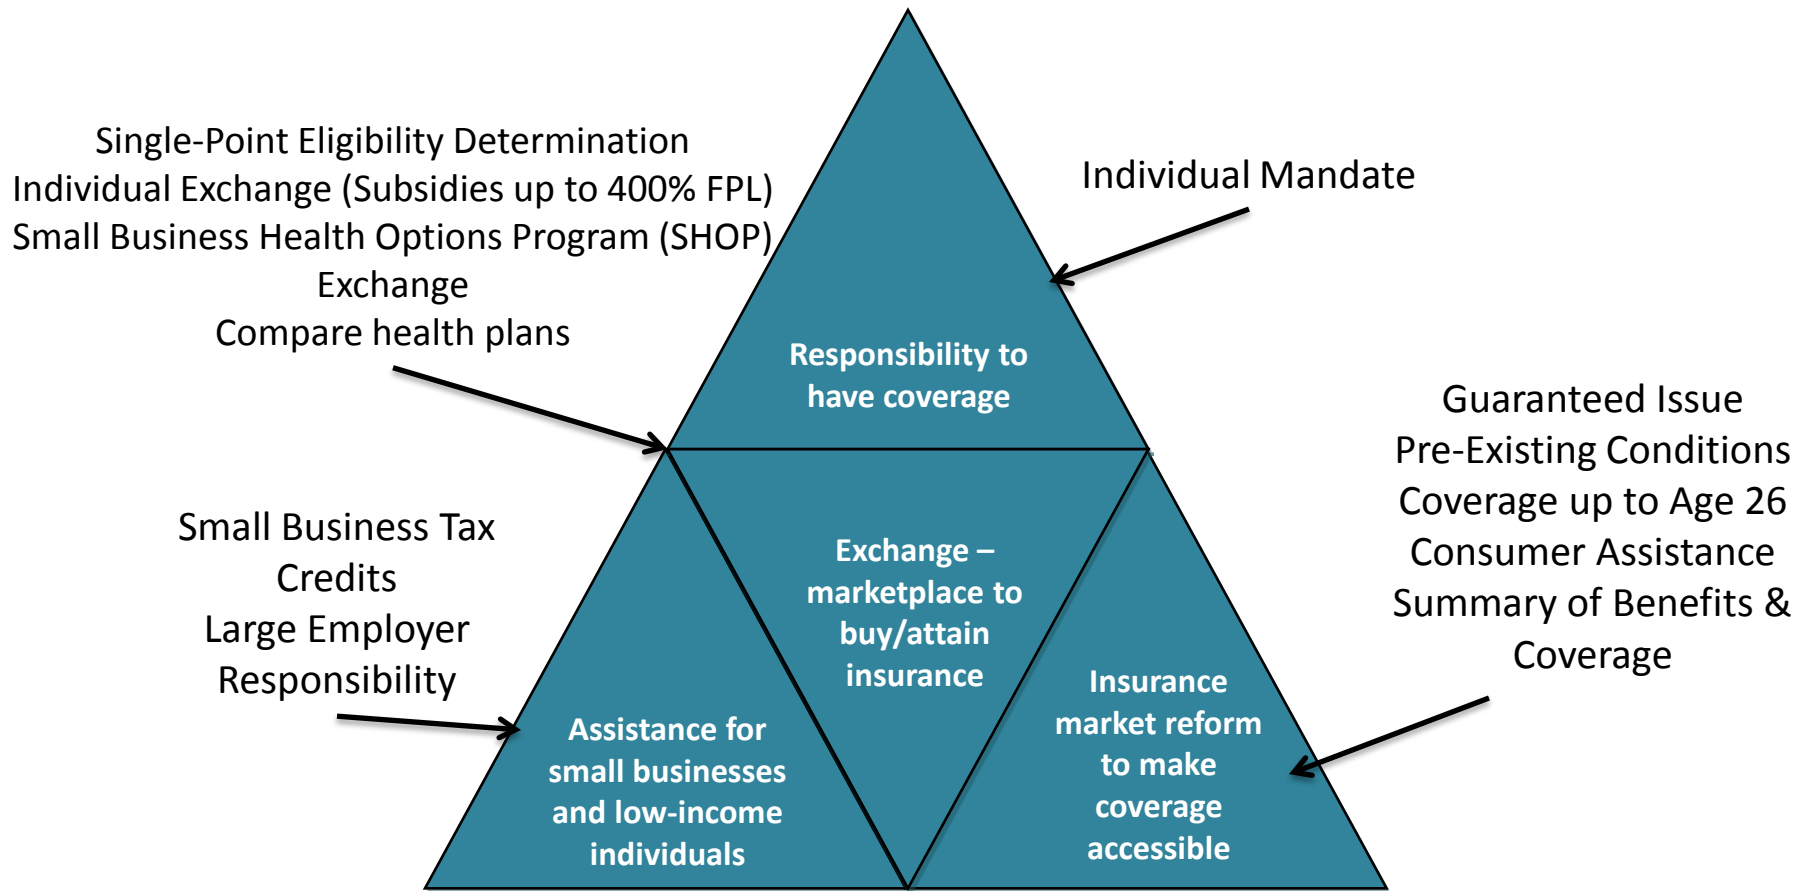 Single-Point Eligibility Determination
Individual Exchange (Subsidies up to 400% FPL)
Small Business Health Options Program (SHOP)
Exchange
Compare health plans
Individual Mandate
Responsibility to
have coverage
Guaranteed Issue
Pre-Existing Conditions
Coverage up to Age 26
Consumer Assistance
Summary of Benefits &
Coverage
Small Business Tax
Credits
Large Employer
Responsibility
Exchange –
marketplace to
buy/attain
insurance
Assistance for
small businesses
and low-income
individuals
Insurance
market reform
to make
coverage
accessible